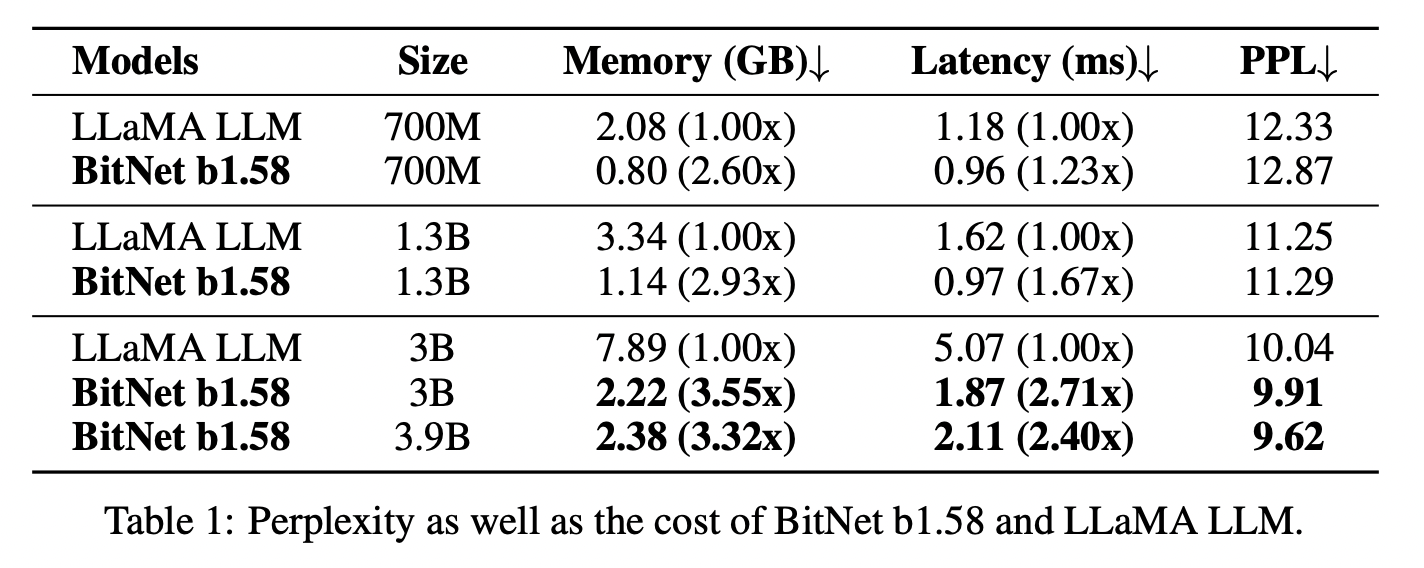 Models Size Memory (GB)↓ Latency (ms)↓ PPL↓
LLaMA LLM 700M 2.08 (1.00x) 1.18 (1.00x) 12.33
BitNet b1.58 700M 0.80 (2.60x) 0.96 (1.23x) 12.87
LLaMA LLM 1.3B 3.34 (1.00x) 1.62 (1.00x) 11.25
BitNet b1.58 1.3B 1.14 (2.93x) 0.97 (1.67x) 11.29
LLaMA LLM 3B 7.89 (1.00x) 5.07 (1.00x) 10.04
BitNet b1.58 3B 2.22 (3.55x) 1.87 (2.71x) 9.91
BitNet b1.58 3.9B 2.38 (3.32x) 2.11 (2.40x) 9.62
Table 1: Perplexity as well as the cost of BitNet b1.58 and LLaMA LLM.